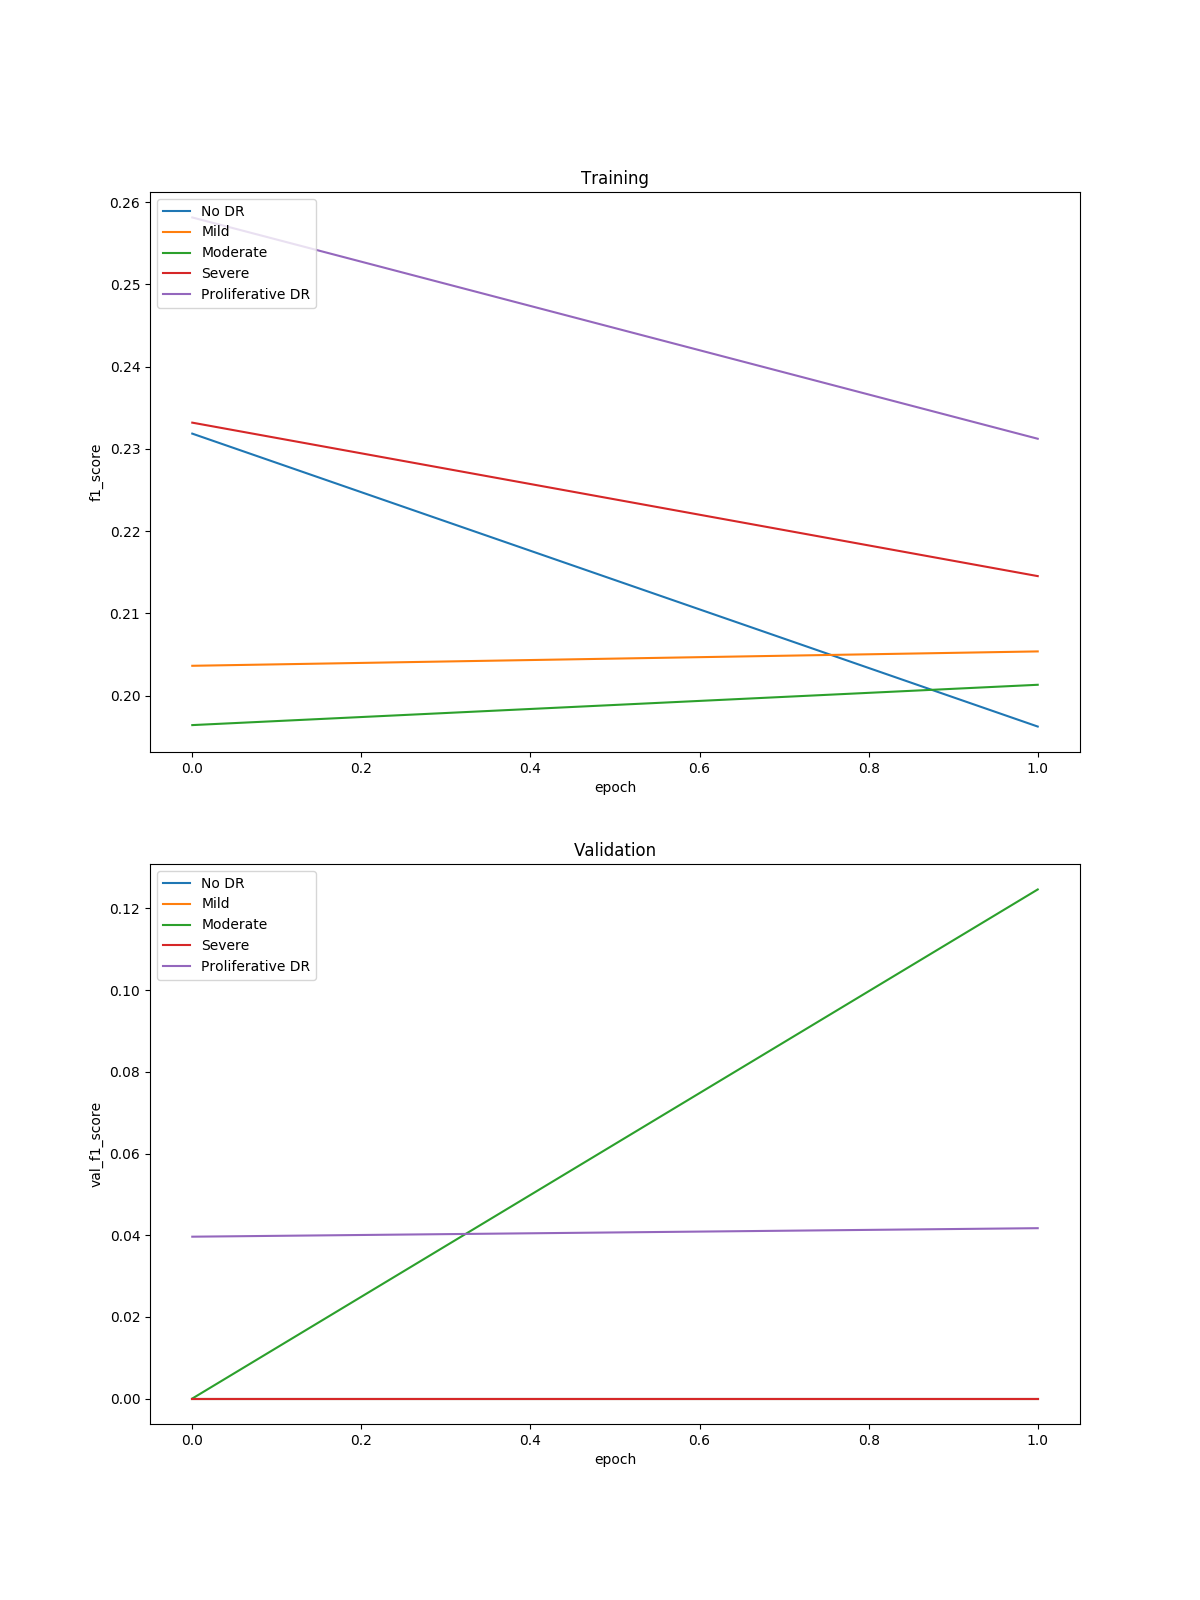 Training
0.26
0.25
0.24
0.23
0.22
0.21
0.20
f1_score
No DR
Mild
Moderate
Severe
Proliferative DR
0.0 0.2 0.4 0.6 0.8 1.0
epoch
Validation
0.12
0.10
0.08
0.06
0.04
0.02
0.00
val_f1_score
No DR
Mild
Moderate
Severe
Proliferative DR
0.0 0.2 0.4 0.6 0.8 1.0
epoch